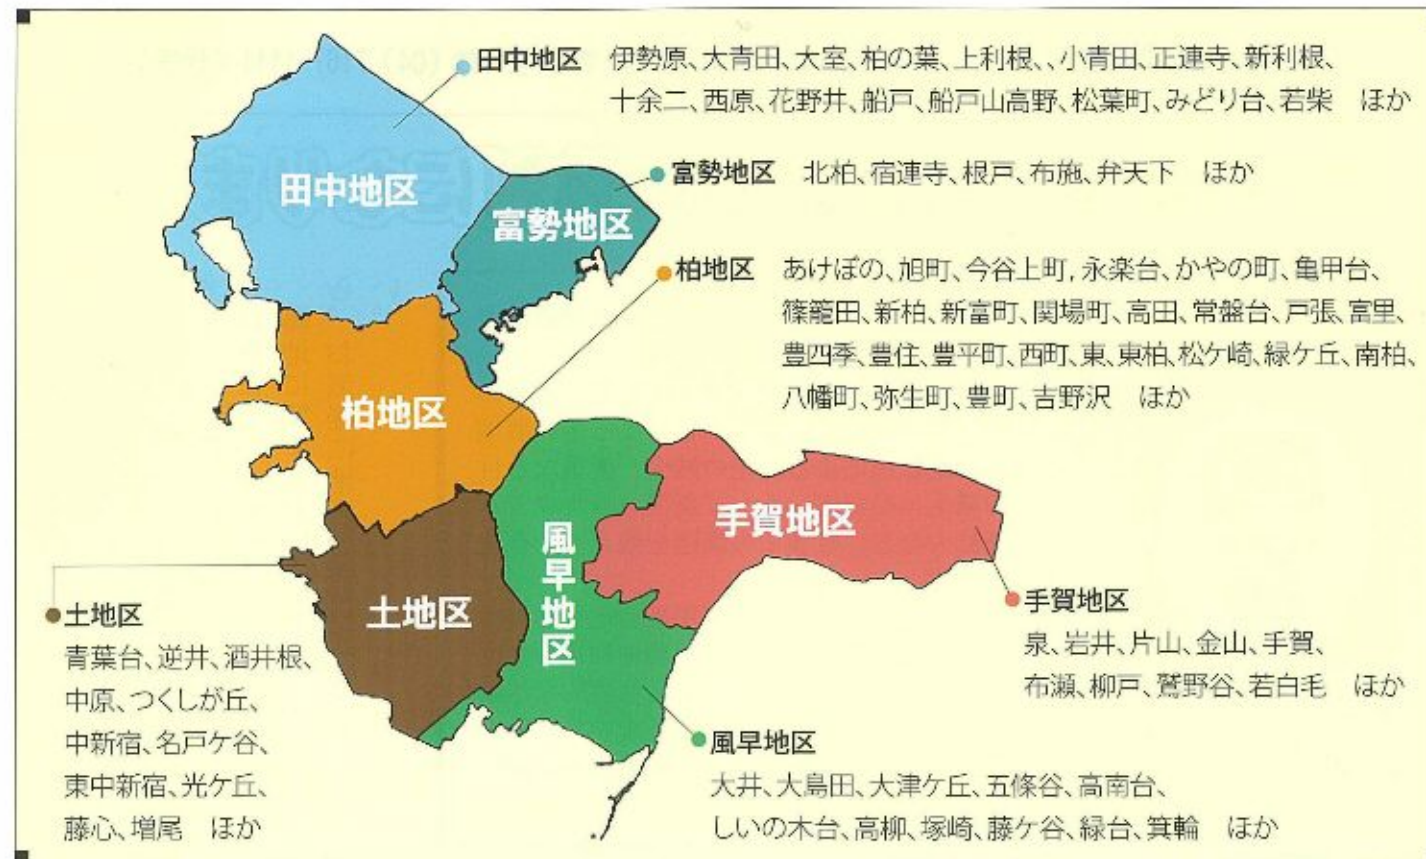 田中地区 伊勢原、大青田、大室、柏の葉、上利根、、小青田、正連寺、新利根、
十余二、西原、花野井、船戸、船戸山高野、松葉町、みどり台、若柴 ほか
富勢地区 北柏、宿連寺、根戸、布施、弁天下 ほか
柏地区 あけぼの、旭町、今谷上町,永楽台、かやの町、亀甲台、
篠籠田、新柏、新富町、関場町、高田、常盤台、戸張、富里、
豊四季、豊住、豊平町、西町、東、東柏、松ケ崎、緑ケ丘、南柏、
八幡町、弥生町、豊町、吉野沢 ほか
田中地区
富勢地区
柏地区
手賀地区
風早地区
土地区
土地区
青葉台、逆井、酒井根、
中原、つくしが丘、
中新宿、名戸ケ谷、
東中新宿、光ケ丘、
藤心、増尾 ほか
手賀地区
泉、岩井、片山、金山、手賀、
布瀬、柳戸、鷲野谷、若白毛 ほか
風早地区
大井、大島田、大津ケ丘、五條谷、高南台、
しいの木台、高柳、塚崎、藤ケ谷、緑台、箕輪 ほか